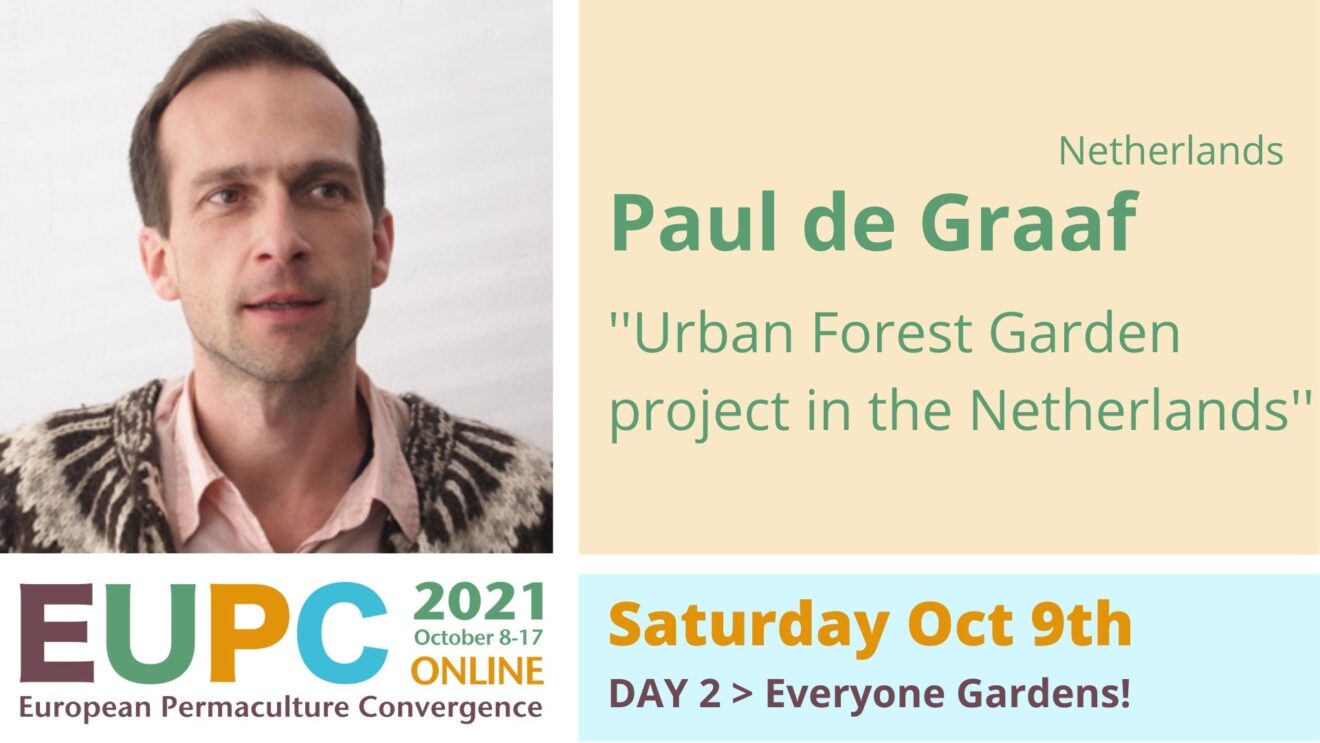 Netherlands
Paul de Graaf
''Urban Forest Garden
project in the Netherlands''
EUPC
2021
October 8-17
ONLINE
European Permaculture Convergence
Saturday Oct 9th
DAY 2 > Everyone Gardens!